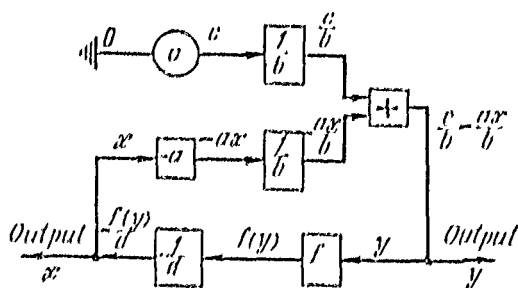 0 c 1/b c/b
+
x -a -ax 1/b -ax/b c/b - ax/b
Output x -f(y)/d -1/d f(y) f y Output y